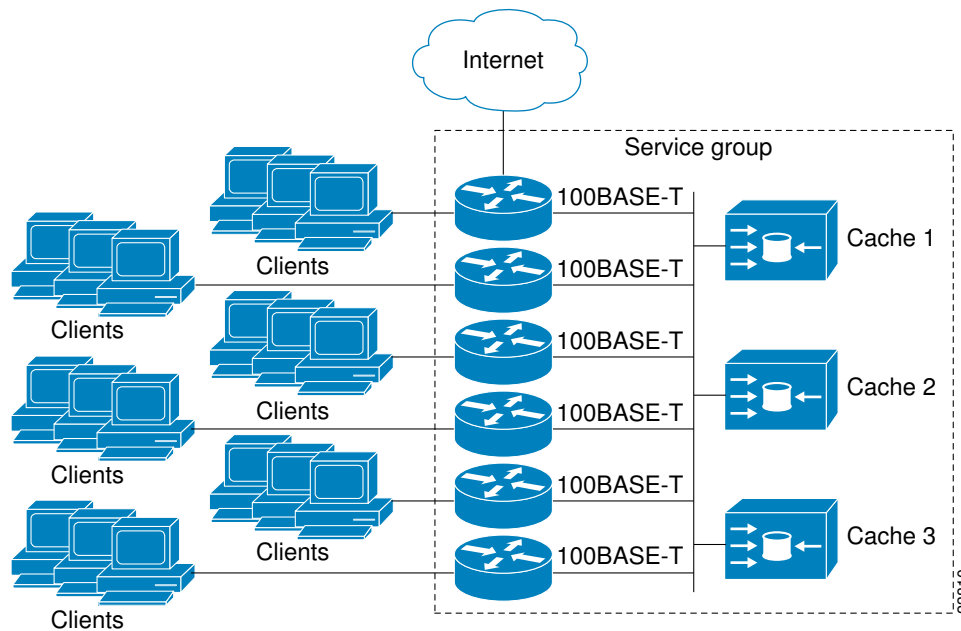 Internet
Service group
100BASE-T
Cache 1
Clients
100BASE-T
Clients
100BASE-T
Cache 2
Clients
100BASE-T
Clients
100BASE-T
Cache 3
Clients
100BASE-T
Clients